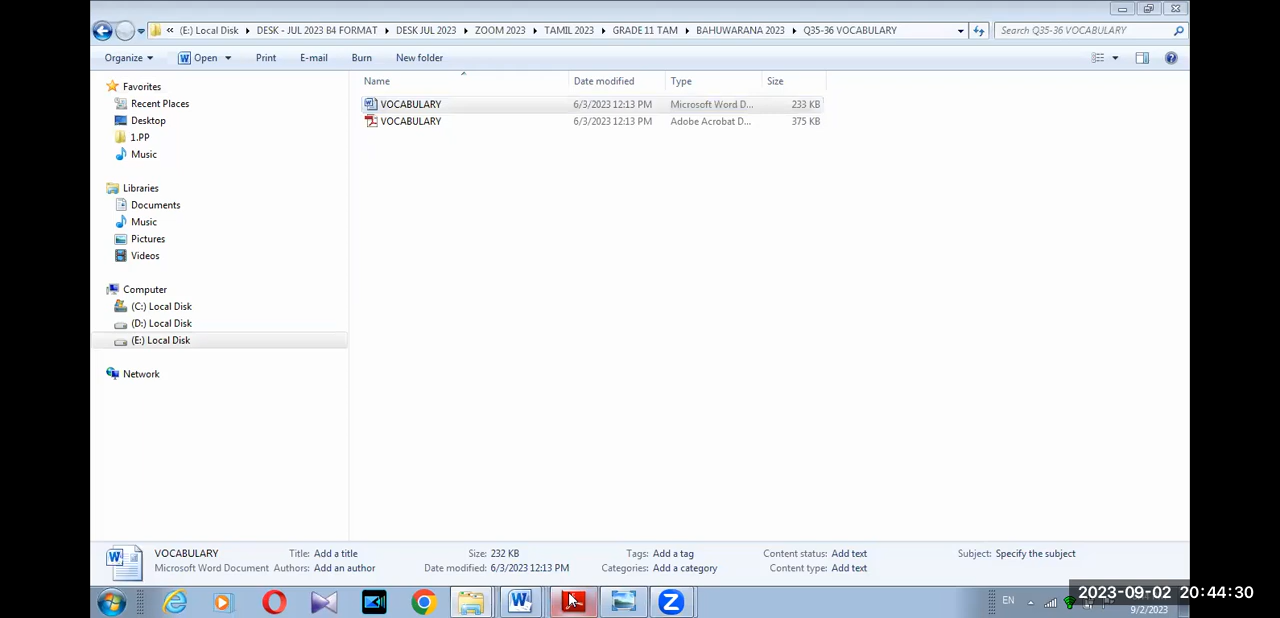 « (E:) Local Disk ▸ DESK - JUL 2023 B4 FORMAT ▸ DESK JUL 2023 ▸ ZOOM 2023 ▸ TAMIL 2023 ▸ GRADE 11 TAM ▸ BAHUWARANA 2023 ▸ Q35-36 VOCABULARY
Search Q35-36 VOCABULARY
Organize Open Print E-mail Burn New folder
Name Date modified Type Size
VOCABULARY 6/3/2023 12:13 PM Microsoft Word D... 233 KB
VOCABULARY 6/3/2023 12:13 PM Adobe Acrobat D... 375 KB
Favorites
Recent Places
Desktop
1.PP
Music
Libraries
Documents
Music
Pictures
Videos
Computer
(C:) Local Disk
(D:) Local Disk
(E:) Local Disk
Network
VOCABULARY Title: Add a title Size: 232 KB Tags: Add a tag Content status: Add text Subject: Specify the subject
Microsoft Word Document Authors: Add an author Date modified: 6/3/2023 12:13 PM Categories: Add a category Content type: Add text
EN
2023-09-02 20:44:30
9/2/2023